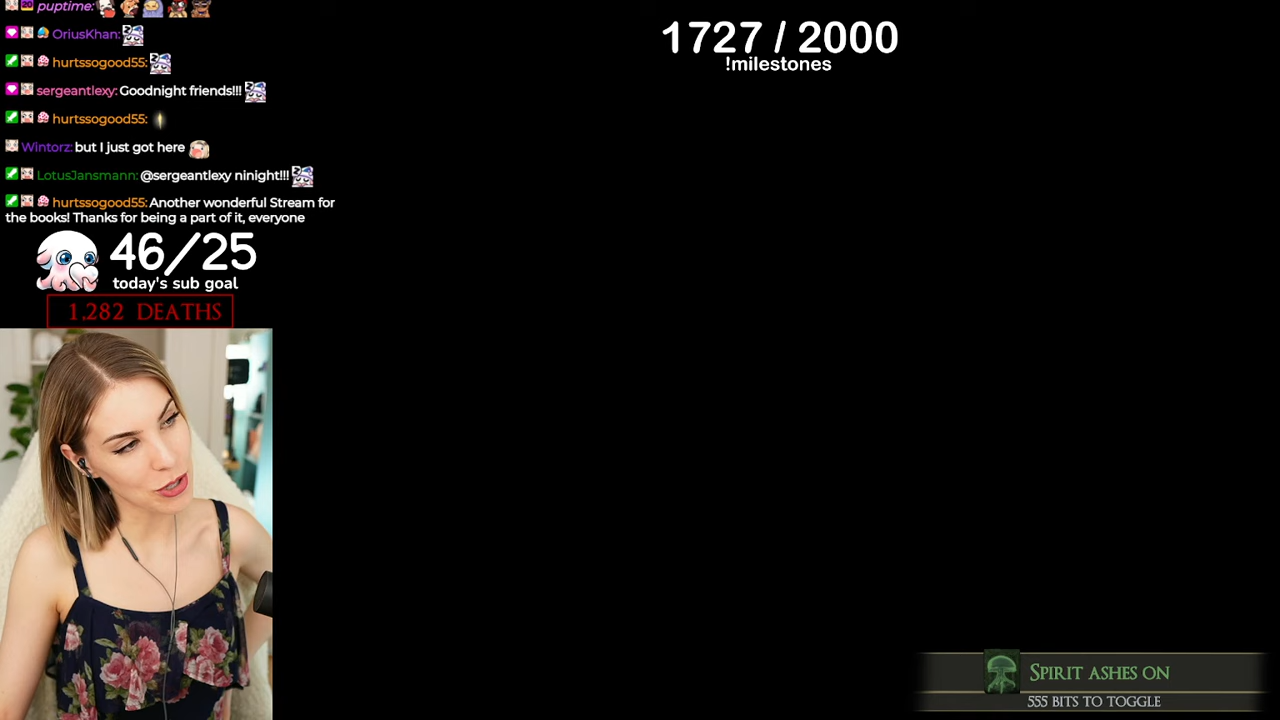 puptime:
1727 / 2000
!milestones
OriusKhan:
hurtssogood55:
sergeantlexy: Goodnight friends!!!
hurtssogood55:
Wintorz: but I just got here
LotusJansmann: @sergeantlexy ninight!!!
hurtssogood55: Another wonderful Stream for
the books! Thanks for being a part of it, everyone
46/25
today's sub goal
1,282 DEATHS
SPIRIT ASHES ON
555 BITS TO TOGGLE